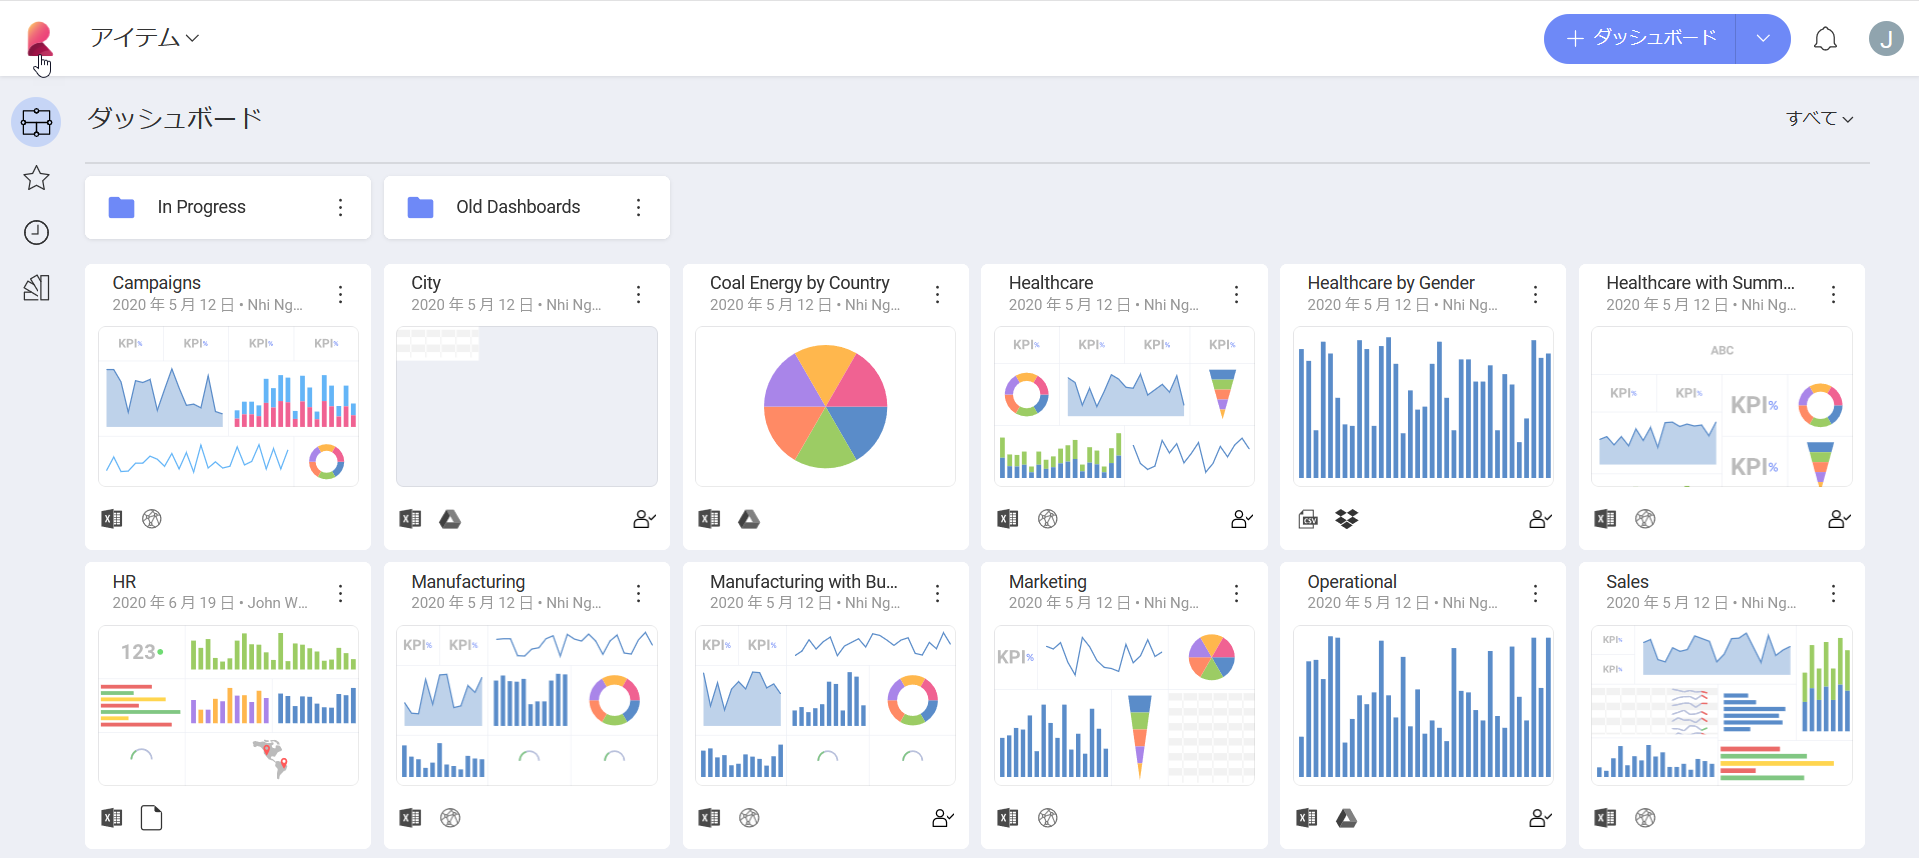 アイテム
ダッシュボード
J
ダッシュボード
すべて
In Progress
Old Dashboards
Campaigns
2020 年 5 月 12 日 • Nhi Ng...
KPI% KPI% KPI% KPI%
City
2020 年 5 月 12 日 • Nhi Ng...
Coal Energy by Country
2020 年 5 月 12 日 • Nhi Ng...
Healthcare
2020 年 5 月 12 日 • Nhi Ng...
KPI% KPI% KPI% KPI%
Healthcare by Gender
2020 年 5 月 12 日 • Nhi Ng...
CSV
Healthcare with Summ...
2020 年 5 月 12 日 • Nhi Ng...
ABC
KPI% KPI%
KPI%
KPI%
HR
2020 年 6 月 19 日 • John W...
123
Manufacturing
2020 年 5 月 12 日 • Nhi Ng...
KPI% KPI%
Manufacturing with Bu...
2020 年 5 月 12 日 • Nhi Ng...
KPI% KPI%
Marketing
2020 年 5 月 12 日 • Nhi Ng...
KPI%
Operational
2020 年 5 月 12 日 • Nhi Ng...
Sales
2020 年 5 月 12 日 • Nhi Ng...
KPI%
KPI%